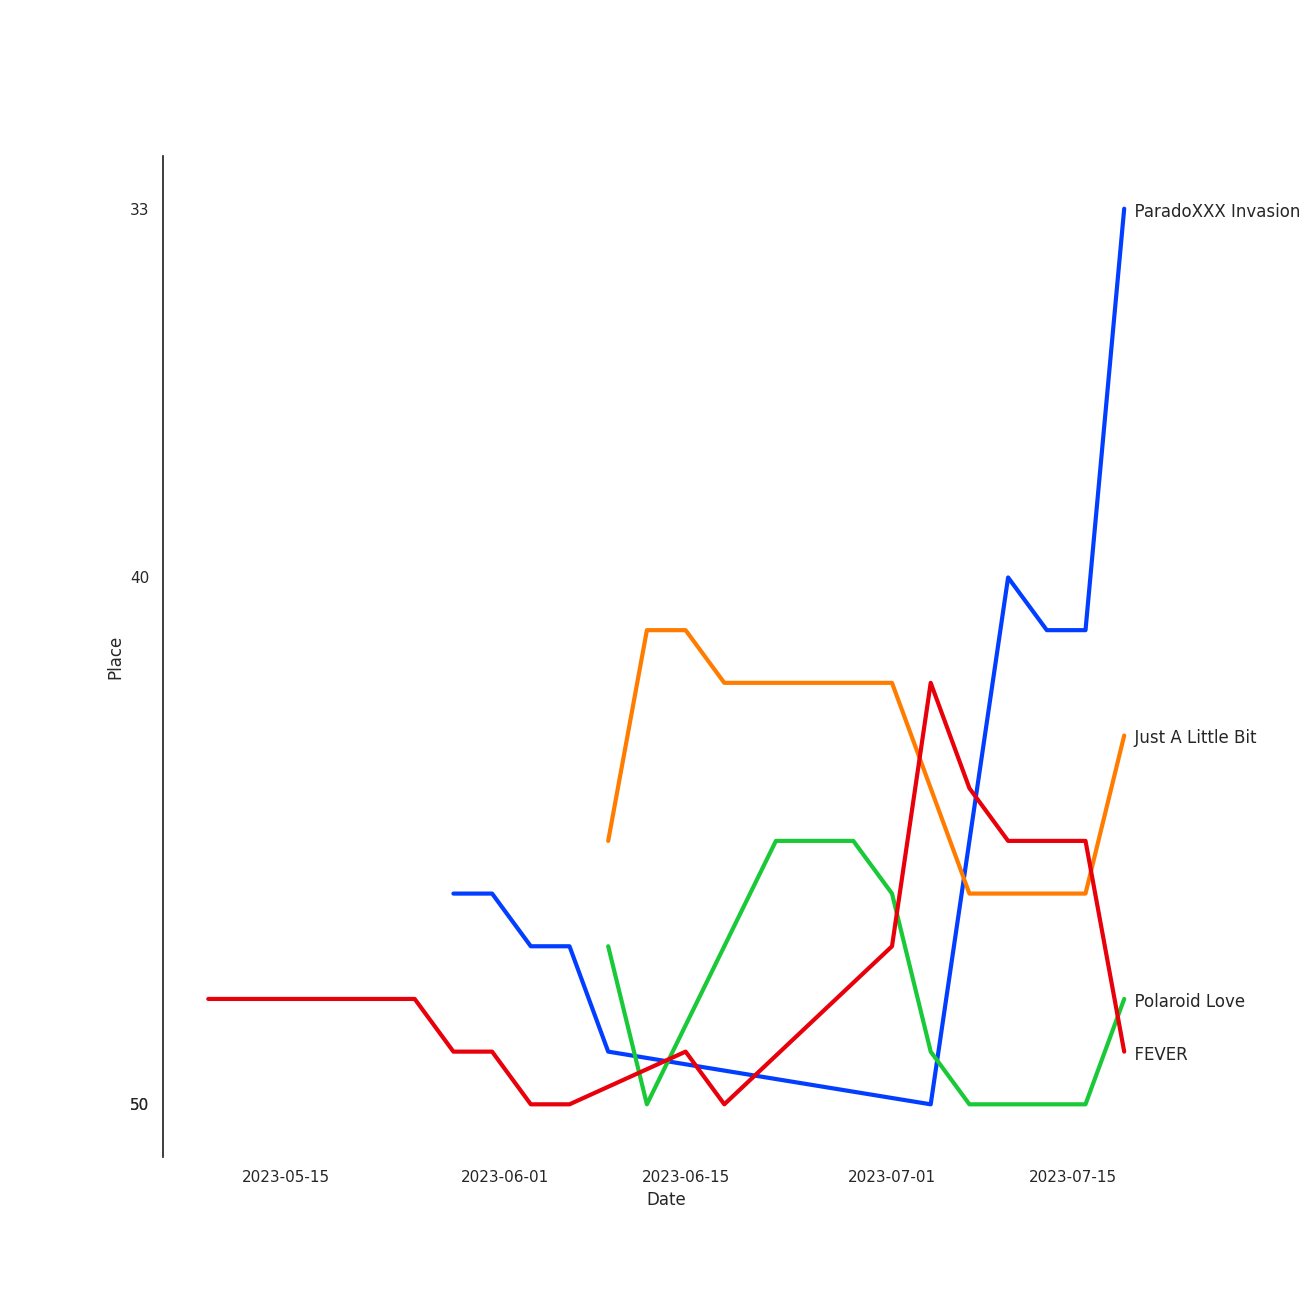 33
ParadoXXX Invasion
40
Place
Just A Little Bit
Polaroid Love
FEVER
50
2023-05-15
2023-06-01
2023-06-15
2023-07-01
2023-07-15
Date